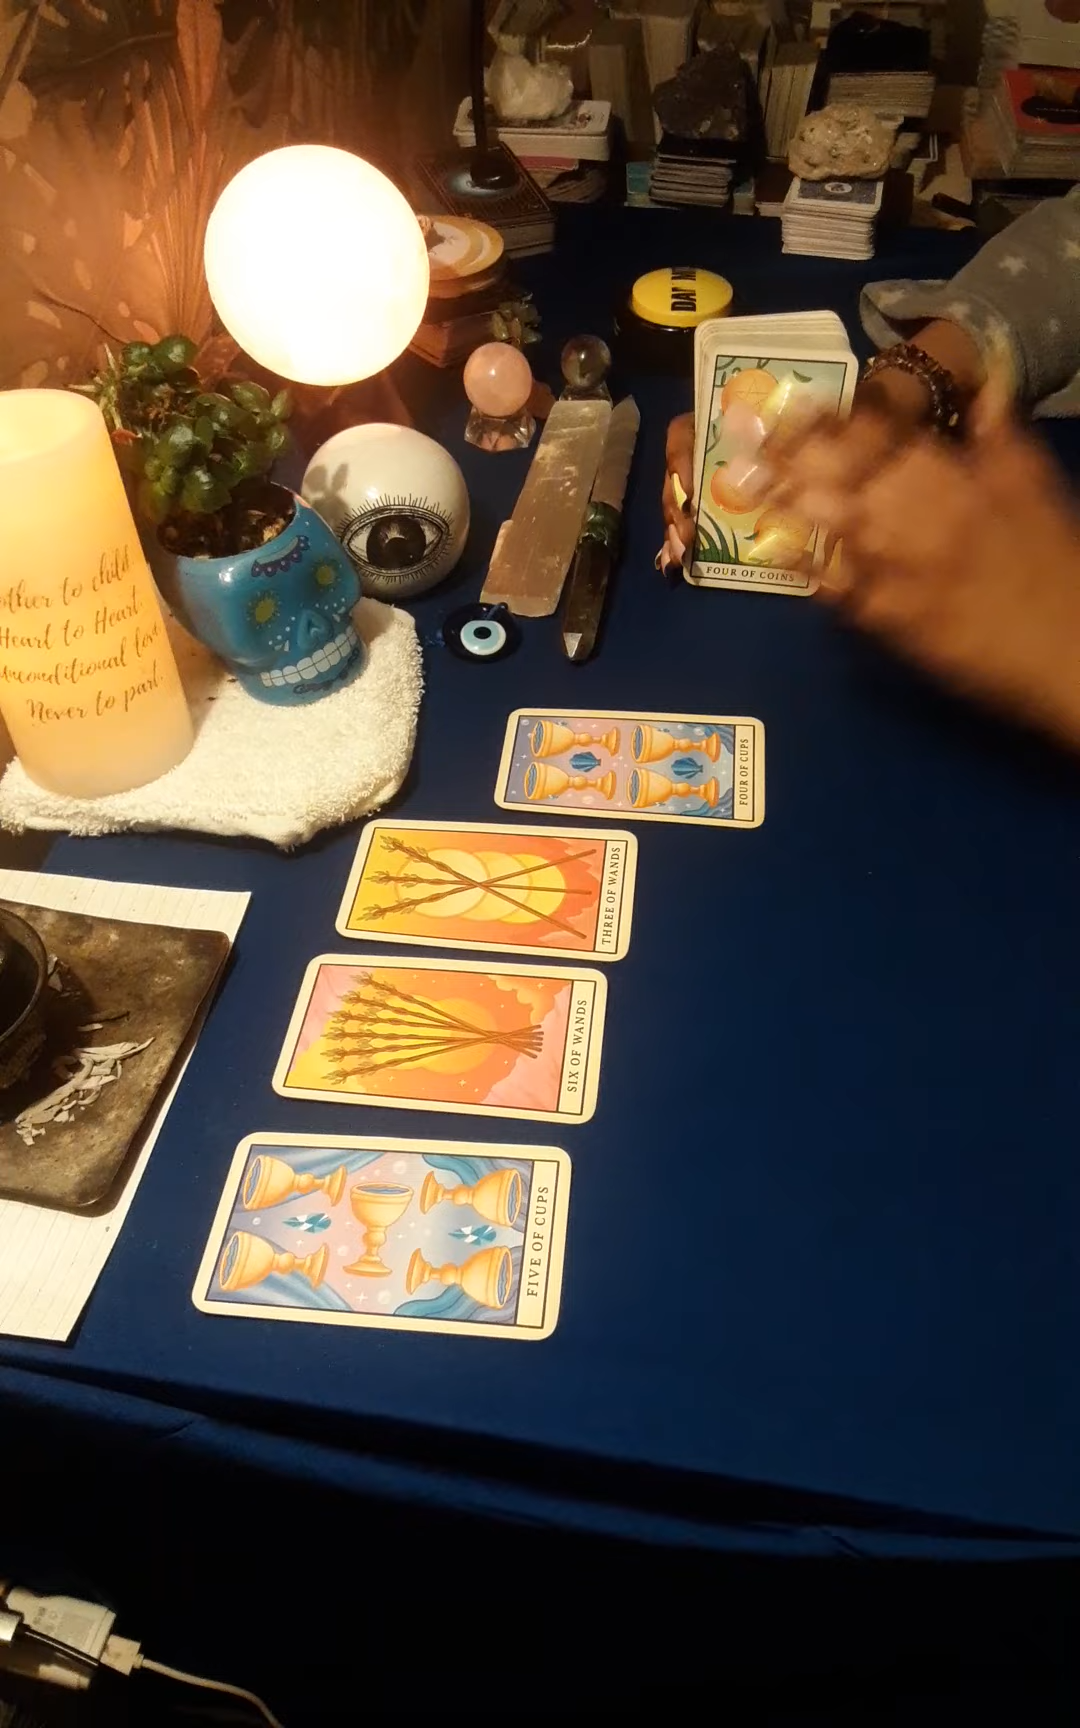 DAY M
FOUR OF COINS
other to child
Heart to Heart.
unconditional love
Never to part.
FOUR OF CUPS
THREE OF WANDS
SIX OF WANDS
FIVE OF CUPS